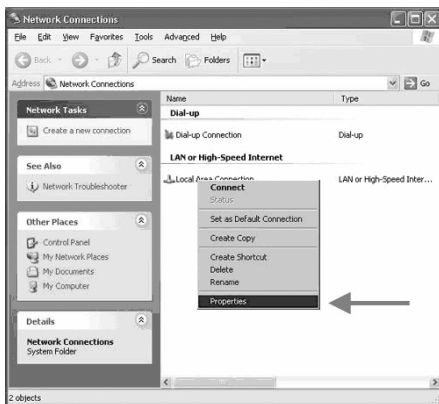 Network Connections
File Edit View Favorites Tools Advanced Help
Back Search Folders
Address Network Connections Go
Name Type
Network Tasks
Create a new connection
See Also
Network Troubleshooter
Other Places
Control Panel
My Network Places
My Documents
My Computer
Details
Network Connections
System Folder
Dial-up
Dial-up Connection Dial-up
LAN or High-Speed Internet
Local Area Connection LAN or High-Speed Inter...
Connect
Status
Set as Default Connection
Create Copy
Create Shortcut
Delete
Rename
Properties
2 objects